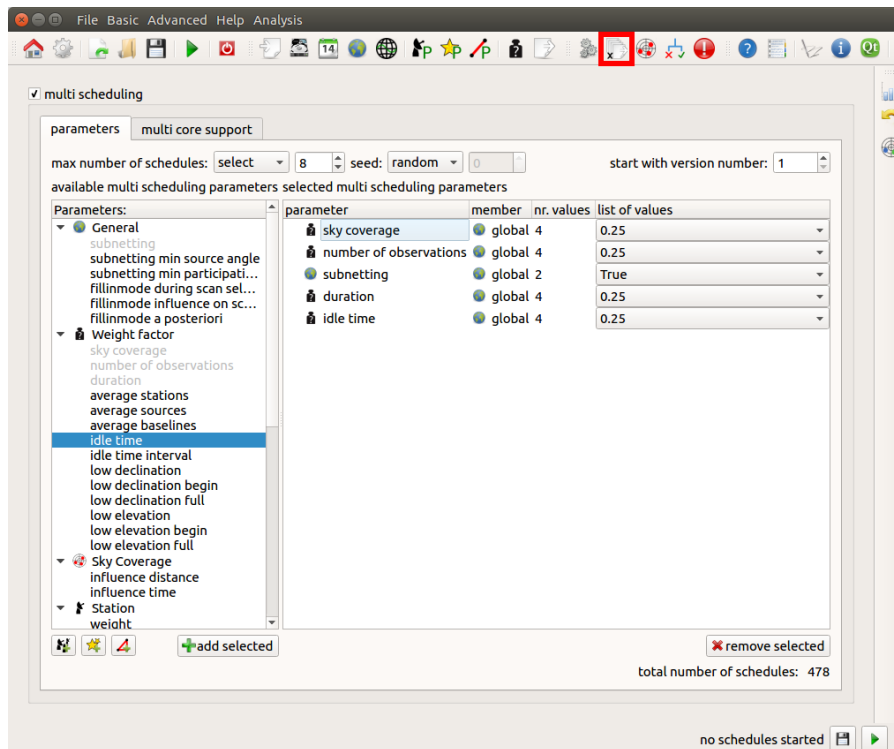 File Basic Advanced Help Analysis
14 P P P ? x x ! ? i Qt
multi scheduling
parameters multi core support
max number of schedules: select 8 seed: random 0 start with version number: 1
available multi scheduling parameters selected multi scheduling parameters
Parameters: parameter member nr. values list of values
General
subnetting
subnetting min source angle
subnetting min participati...
fillinmode during scan sel...
fillinmode influence on sc...
fillinmode a posteriori
Weight factor
sky coverage
number of observations
duration
average stations
average sources
average baselines
idle time
idle time interval
low declination
low declination begin
low declination full
low elevation
low elevation begin
low elevation full
Sky Coverage
influence distance
influence time
Station
weight
sky coverage global 4 0.25
number of observations global 4 0.25
subnetting global 2 True
duration global 4 0.25
idle time global 4 0.25
add selected remove selected
total number of schedules: 478
no schedules started